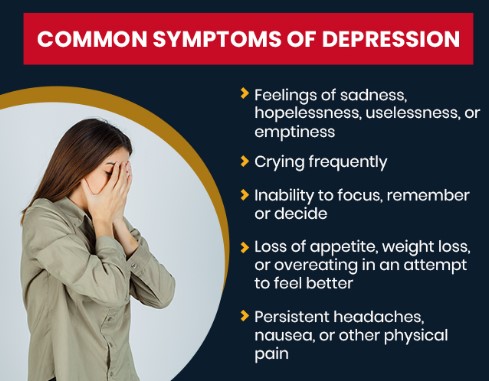 COMMON SYMPTOMS OF DEPRESSION
Feelings of sadness,
hopelessness, uselessness, or
emptiness
Crying frequently
Inability to focus, remember
or decide
Loss of appetite, weight loss,
or overeating in an attempt
to feel better
Persistent headaches,
nausea, or other physical
pain